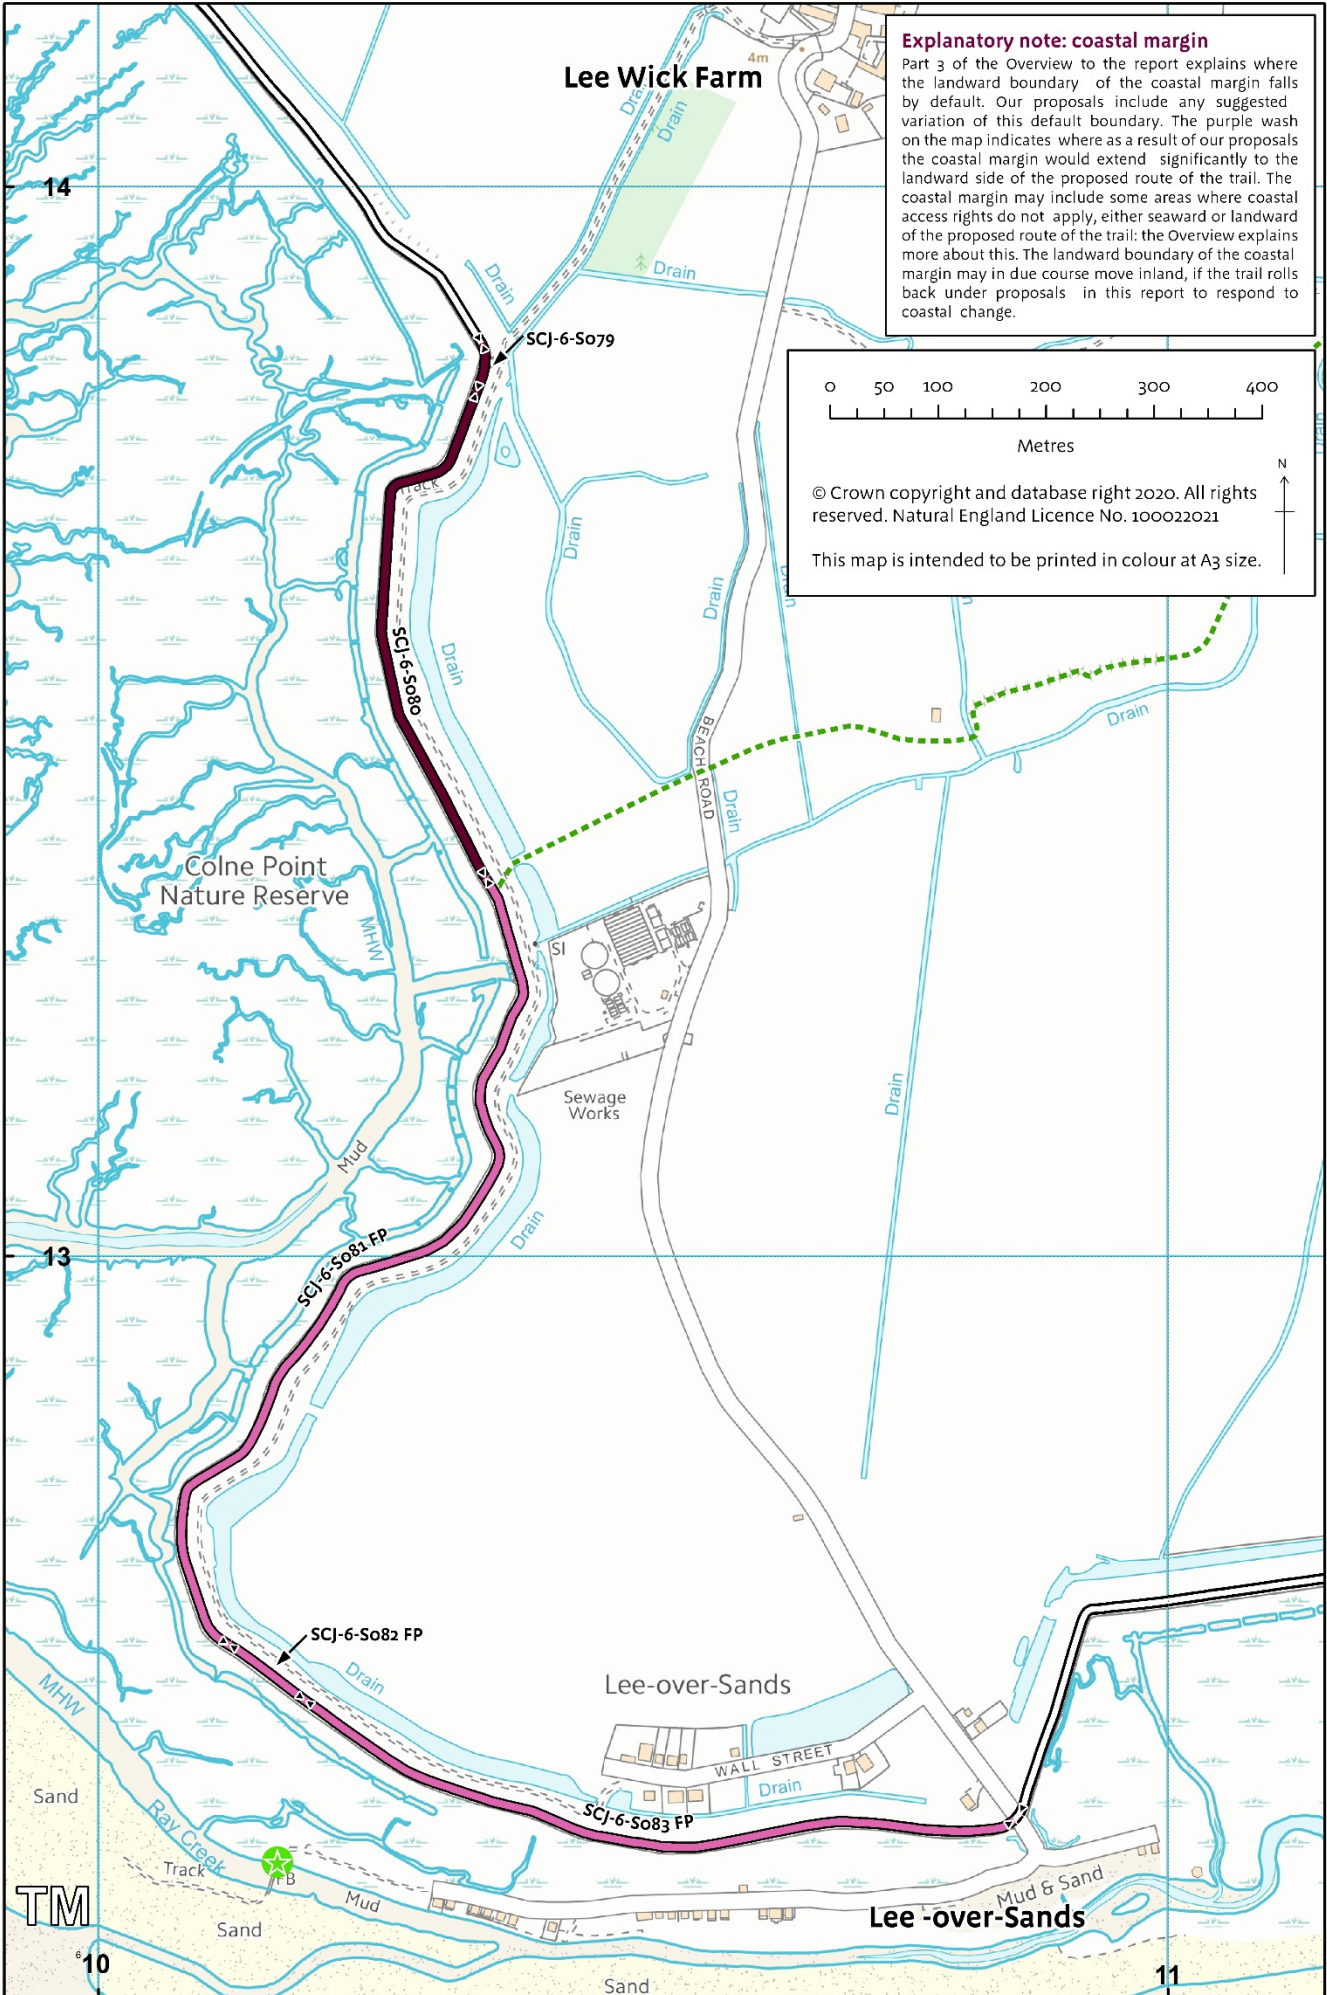 Lee Wick Farm
4m
Drain
Drain
Explanatory note: coastal margin
Part 3 of the Overview to the report explains where
the landward boundary of the coastal margin falls
by default. Our proposals include any suggested
variation of this default boundary. The purple wash
on the map indicates where as a result of our proposals
the coastal margin would extend significantly to the
landward side of the proposed route of the trail. The
coastal margin may include some areas where coastal
access rights do not apply, either seaward or landward
of the proposed route of the trail: the Overview explains
more about this. The landward boundary of the coastal
margin may in due course move inland, if the trail rolls
back under proposals in this report to respond to
coastal change.
14
Drain
Drain
SCJ-6-S079
0 50 100 200 300 400
Metres
N
© Crown copyright and database right 2020. All rights
reserved. Natural England Licence No. 100022021
This map is intended to be printed in colour at A3 size.
Track
Drain
Drain
SCJ-6-S080
Drain
Drain
BEACH ROAD
Drain
Colne Point
Nature Reserve
MHW
SI
Sewage
Works
Drain
Mud
Drain
13
SCJ-6-S081 FP
SCJ-6-S082 FP
Drain
MHW
Lee-over-Sands
WALL STREET
Drain
SCJ-6-S083 FP
Sand
Ray Creek
Track
FB
Mud
Mud & Sand
TM
Sand
Lee -over-Sands
610
11
Sand